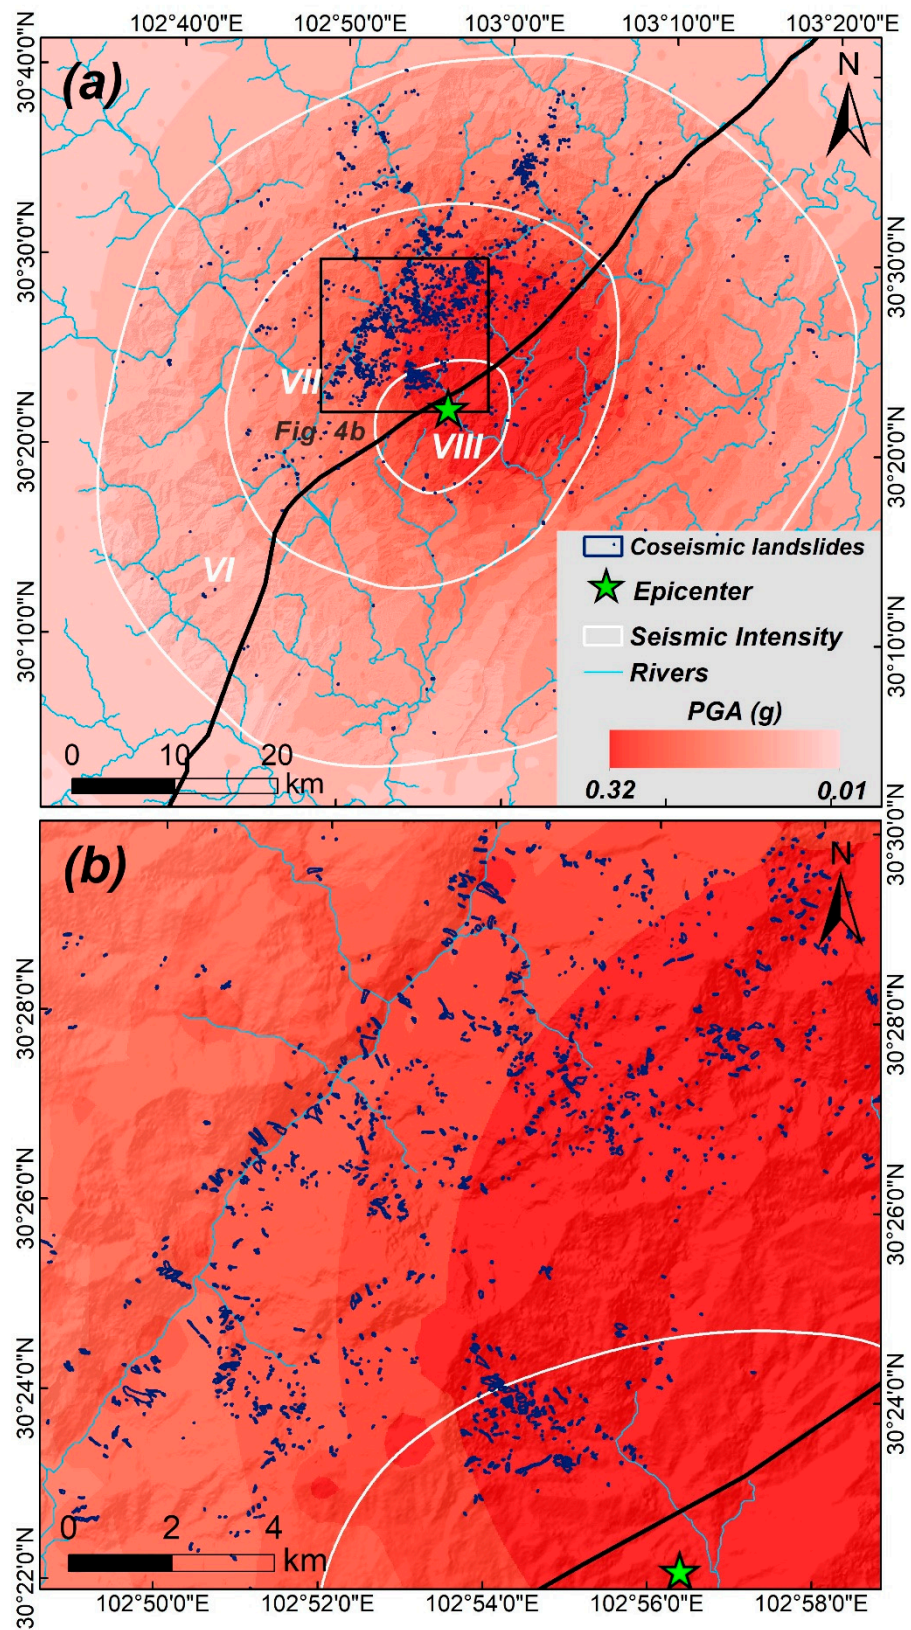 102°40'0"E 102°50'0"E 103°0'0"E 103°10'0"E 103°20'0"E
(a)
N
30°40'0"N
30°30'0"N
30°30'0"N
VII
Fig 4b
VIII
30°20'0"N
30°20'0"N
VI
30°10'0"N
30°10'0"N
Coseismic landslides
Epicenter
Seismic Intensity
Rivers
PGA (g)
0.32 0.01
0 10 20
km
(b)
N
30°30'0"N
30°28'0"N
30°28'0"N
30°26'0"N
30°26'0"N
30°24'0"N
30°24'0"N
30°22'0"N
0 2 4
km
102°50'0"E 102°52'0"E 102°54'0"E 102°56'0"E 102°58'0"E